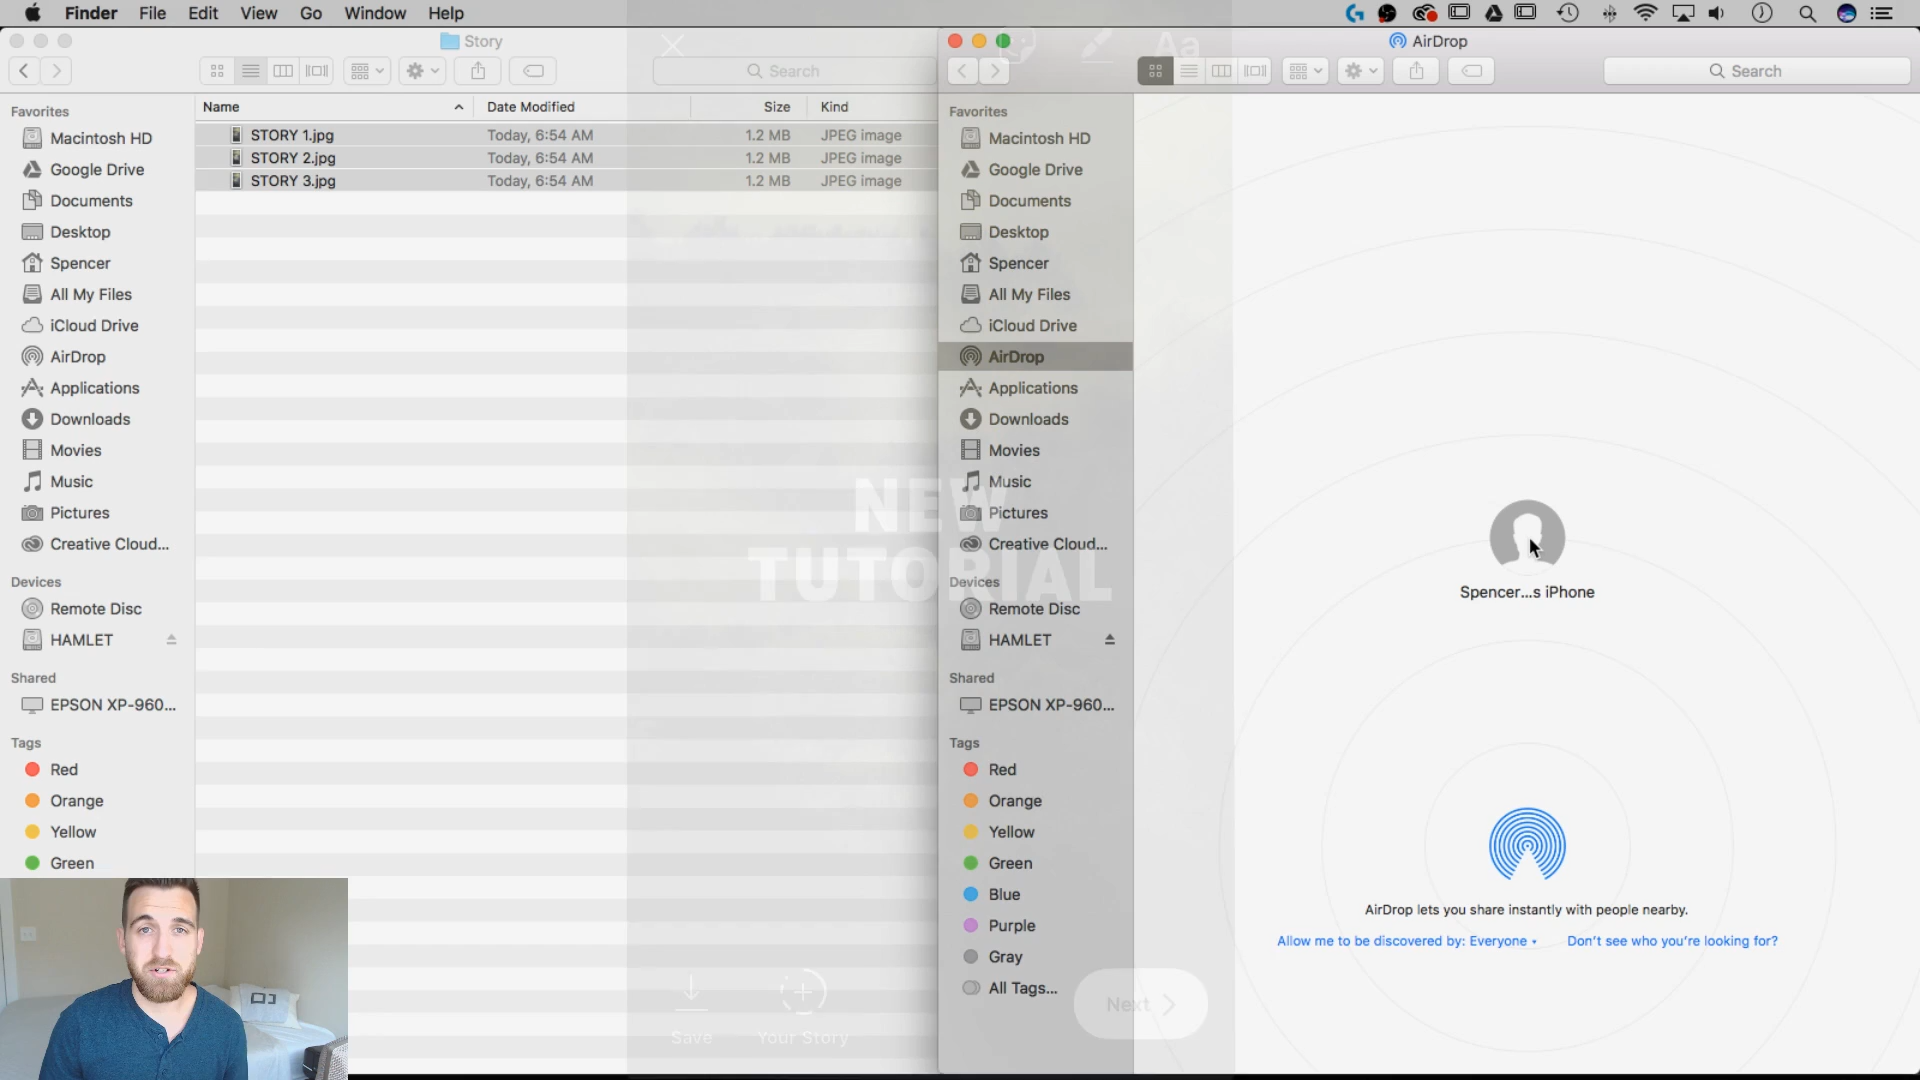 Finder File Edit View Go Window Help
Story
Search
Favorites
Macintosh HD
Google Drive
Documents
Desktop
Spencer
All My Files
iCloud Drive
AirDrop
Applications
Downloads
Movies
Music
Pictures
Creative Cloud...
Devices
Remote Disc
HAMLET
Shared
EPSON XP-960...
Tags
Red
Orange
Yellow
Green
Name Date Modified Size Kind
STORY 1.jpg Today, 6:54 AM 1.2 MB JPEG image
STORY 2.jpg Today, 6:54 AM 1.2 MB JPEG image
STORY 3.jpg Today, 6:54 AM 1.2 MB JPEG image
Aa
NEW
TUTORIAL
Save
Your Story
Next
AirDrop
Search
Favorites
Macintosh HD
Google Drive
Documents
Desktop
Spencer
All My Files
iCloud Drive
AirDrop
Applications
Downloads
Movies
Music
Pictures
Creative Cloud...
Devices
Remote Disc
HAMLET
Shared
EPSON XP-960...
Tags
Red
Orange
Yellow
Green
Blue
Purple
Gray
All Tags...
Spencer...s iPhone
AirDrop lets you share instantly with people nearby.
Allow me to be discovered by: Everyone
Don't see who you're looking for?